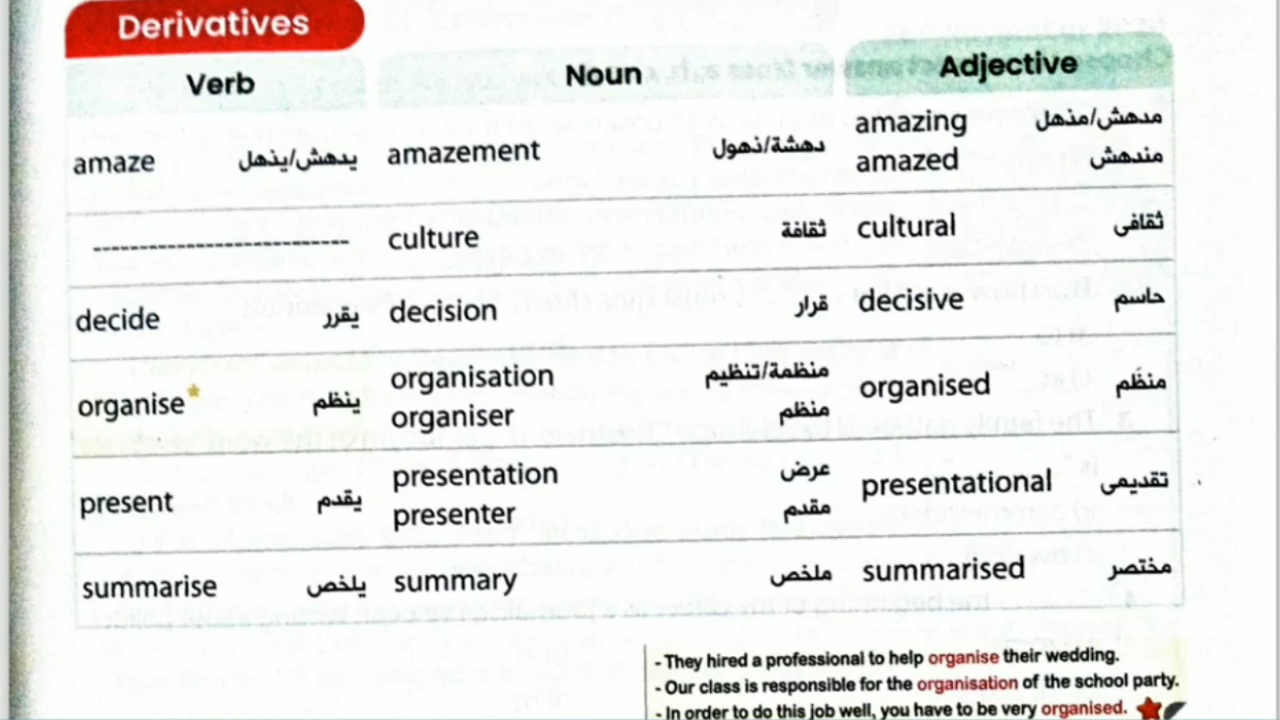 Derivatives
Verb Noun Adjective
amaze يدهش/يذهل amazement دهشة/ذهول amazing مدهش/مذهل
amazed مندهش
culture ثقافة cultural ثقافى
decide يقرر decision قرار decisive حاسم
organise* ينظم organisation منظمة/تنظيم organised منظَم
organiser منظم
present يقدم presentation عرض presentational تقديمى
presenter مقدم
summarise يلخص summary ملخص summarised مختصر
- They hired a professional to help organise their wedding.
- Our class is responsible for the organisation of the school party.
- In order to do this job well, you have to be very organised.